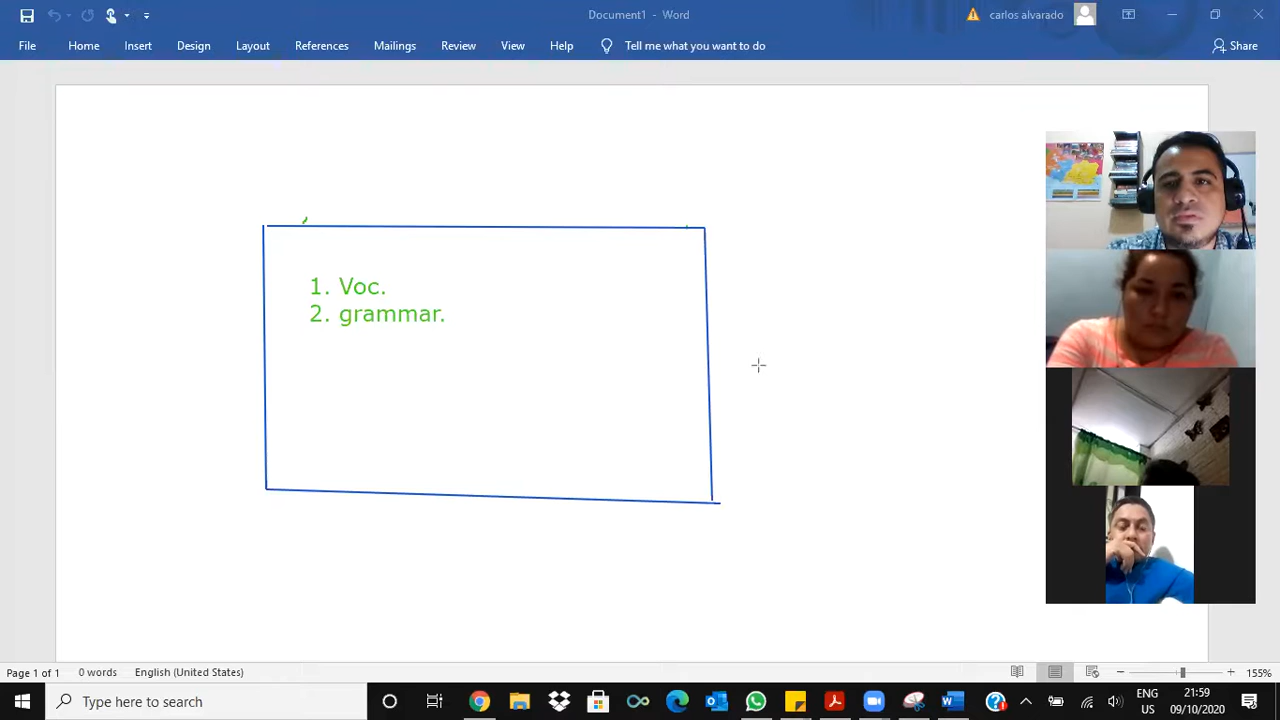 Document1 - Word
carlos alvarado
File Home Insert Design Layout References Mailings Review View Help Tell me what you want to do Share
1. Voc.
2. grammar.
Page 1 of 1 0 words English (United States) 155%
Type here to search
ENG
US
21:59
09/10/2020